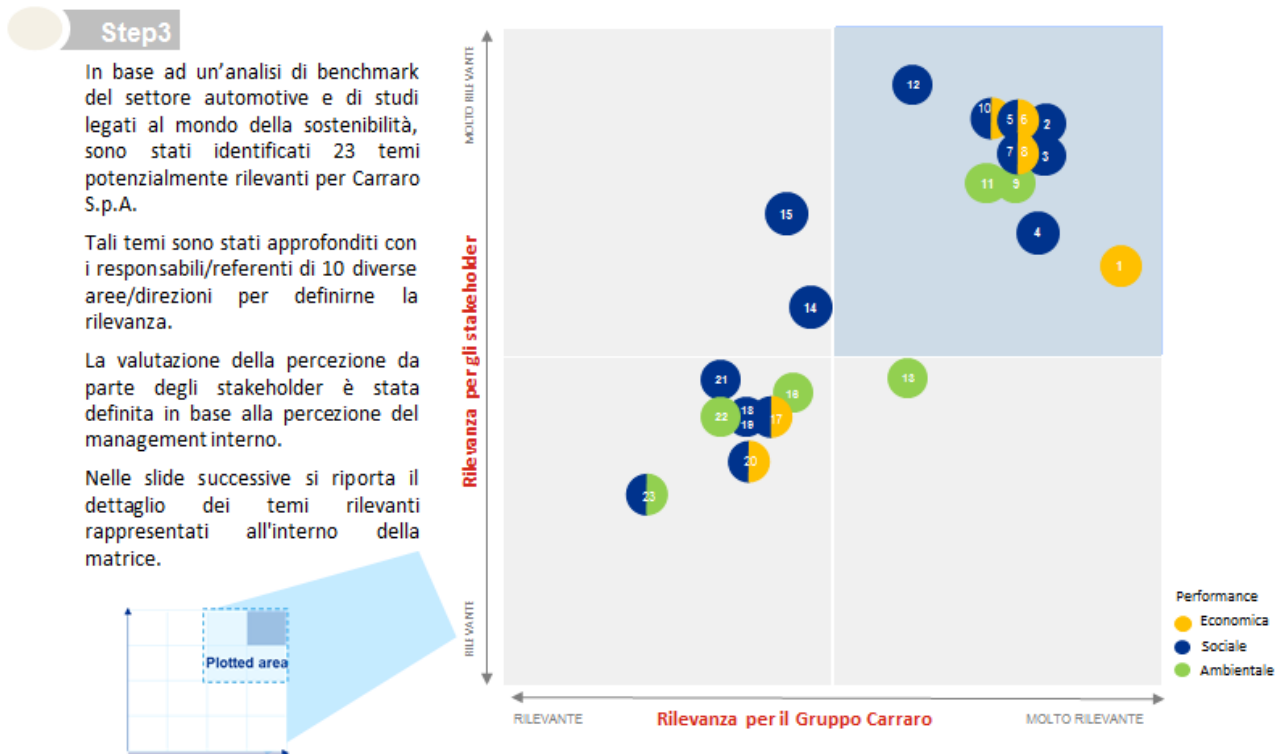 Step3
In base ad un'analisi di benchmark
del settore automotive e di studi
legati al mondo della sostenibilità,
sono stati identificati 23 temi
potenzialmente rilevanti per Carraro
S.p.A.
Tali temi sono stati approfonditi con
i responsabili/referenti di 10 diverse
aree/direzioni per definirne la
rilevanza.
La valutazione della percezione da
parte degli stakeholder è stata
definita in base alla percezione del
management interno.
Nelle slide successive si riporta il
dettaglio dei temi rilevanti
rappresentati all'interno della
matrice.
Plotted area
MOLTO RILEVANTE
Rilevanza per gli stakeholder
RILEVANTE
12
10
5 6
2
7 8
3
11
9
15
4
1
14
21
16
13
22
18
19
17
20
23
RILEVANTE
Rilevanza per il Gruppo Carraro
MOLTO RILEVANTE
Performance
Economica
Sociale
Ambientale